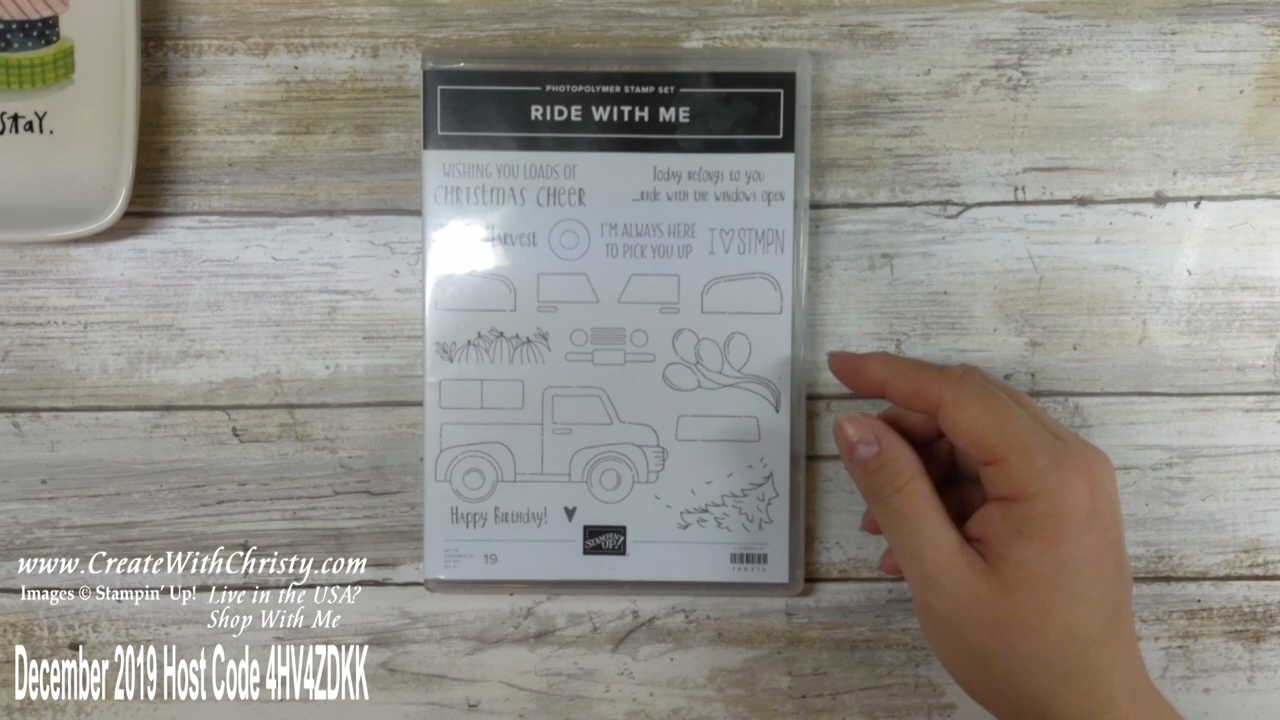 STaY.
PHOTOPOLYMER STAMP SET
RIDE WITH ME
WISHING YOU LOADS OF
CHRISTMAS CHEER
Today belongs to you
...ride with the windows open
Harvest
I'M ALWAYS HERE
TO PICK YOU UP
I♡STMPN
Happy Birthday!
STAMPIN' UP!
19
www.CreateWithChristy.com
Images © Stampin' Up! Live in the USA?
Shop With Me
December 2019 Host Code 4HV4ZDKK